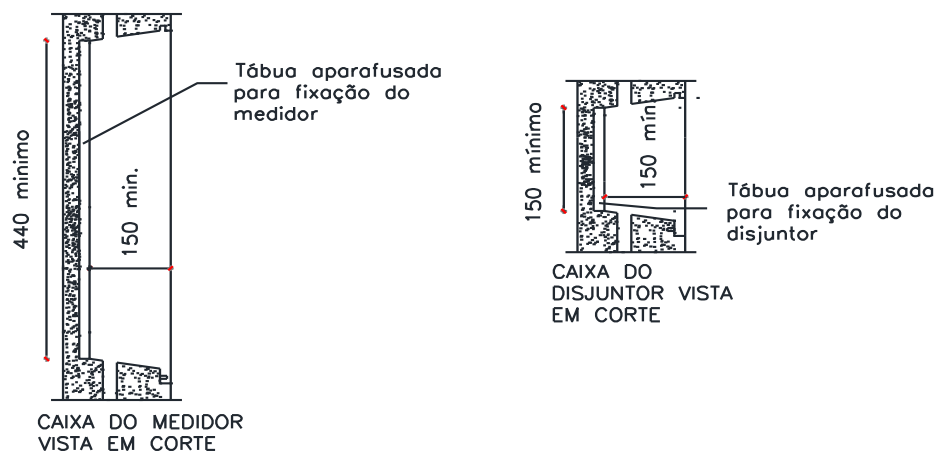 440 minimo
150 min.
Tábua aparafusada
para fixação do
medidor
CAIXA DO MEDIDOR
VISTA EM CORTE
150 mínimo
150 mín
Tábua aparafusada
para fixação do
disjuntor
CAIXA DO
DISJUNTOR VISTA
EM CORTE